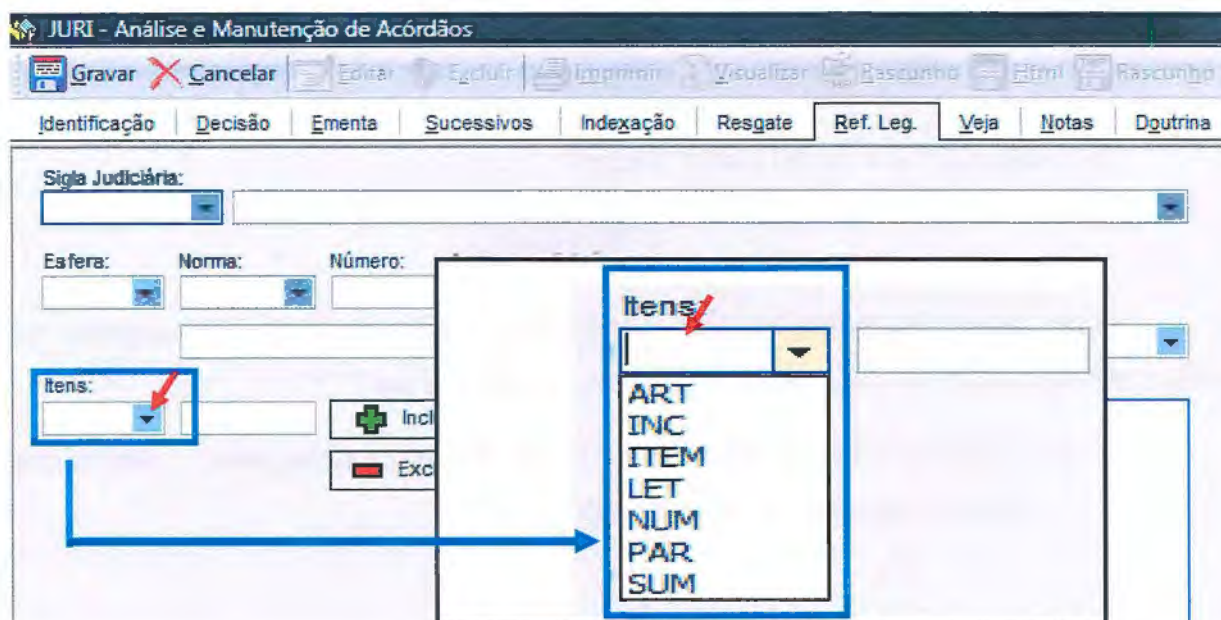 JURI - Análise e Manutenção de Acórdãos
Gravar Cancelar Editar Excluir Imprimir Visualizar Rascunho Html Rascunho
Identificação Decisão Ementa Sucessivos Indexação Resgate Ref. Leg. Veja Notas Doutrina
Sigla Judiciária:
Esfera: Norma: Número:
Itens:
Incl
Exc
Itens:
ART
INC
ITEM
LET
NUM
PAR
SUM